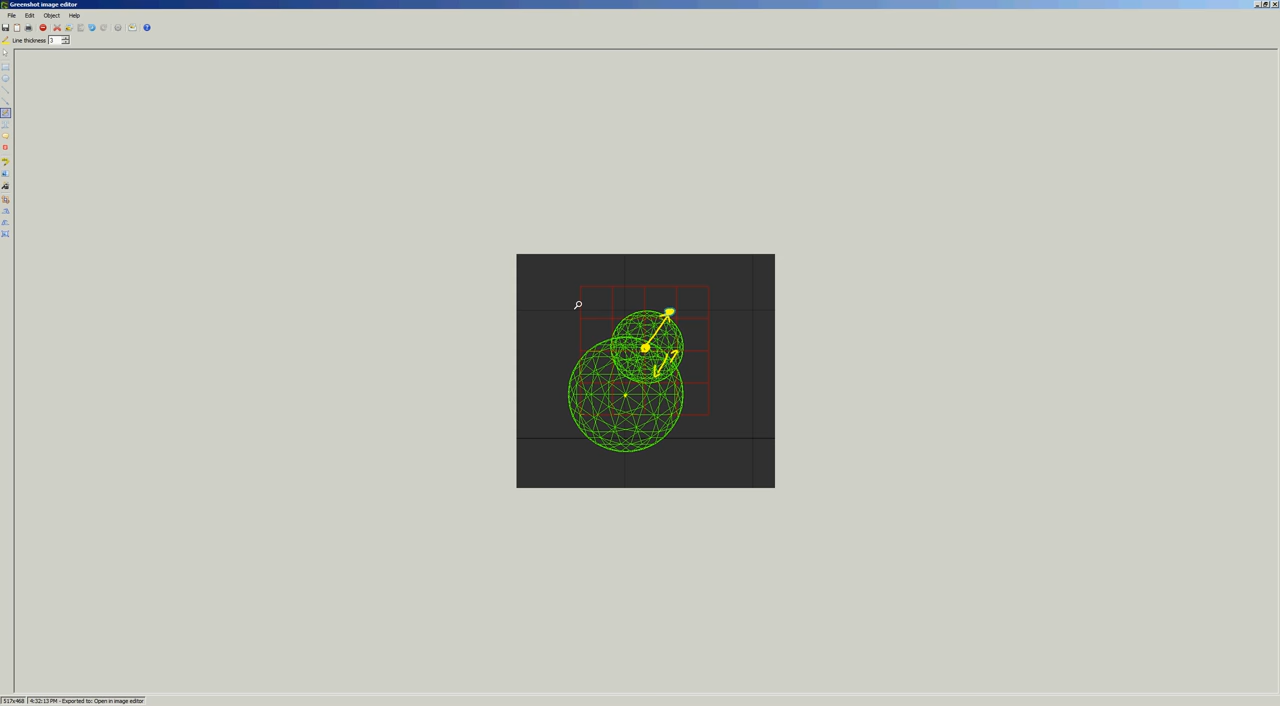 Greenshot image editor
File Edit Object Help
Line thickness 3
517x468 4:32:13 PM - Exported to: Open in image editor